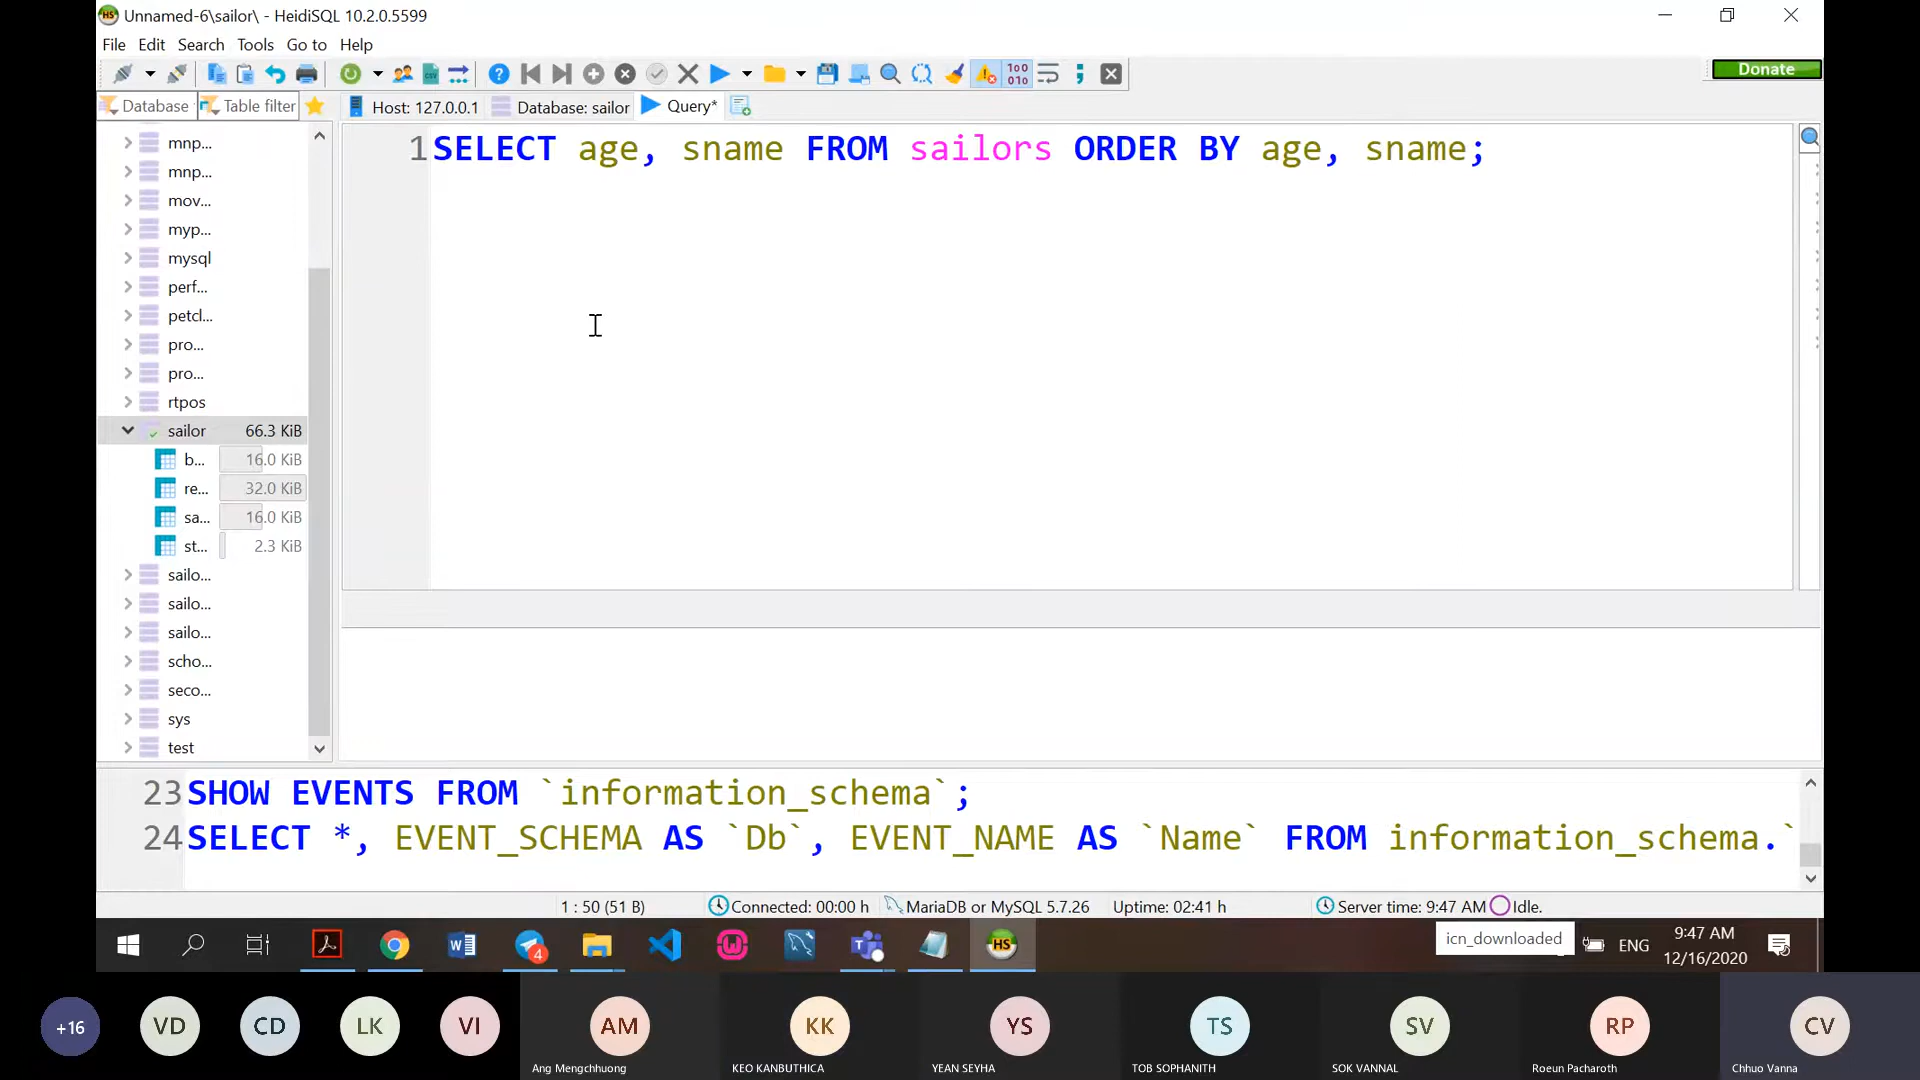 Unnamed-6\sailor\ - HeidiSQL 10.2.0.5599
File Edit Search Tools Go to Help
Donate
Database Table filter Host: 127.0.0.1 Database: sailor Query*
1 SELECT age, sname FROM sailors ORDER BY age, sname;
mnp...
mnp...
mov...
myp...
mysql
perf...
petcl...
pro...
pro...
rtpos
sailor 66.3 KiB
b... 16.0 KiB
re... 32.0 KiB
sa... 16.0 KiB
st... 2.3 KiB
sailo...
sailo...
sailo...
scho...
seco...
sys
test
23 SHOW EVENTS FROM `information_schema`;
24 SELECT *, EVENT_SCHEMA AS `Db`, EVENT_NAME AS `Name` FROM information_schema.`
1 : 50 (51 B) Connected: 00:00 h MariaDB or MySQL 5.7.26 Uptime: 02:41 h Server time: 9:47 AM Idle.
icn_downloaded
4
ENG
9:47 AM
12/16/2020
+16 VD CD LK VI AM KK YS TS SV RP CV
Ang Mengchhuong KEO KANBUTHICA YEAN SEYHA TOB SOPHANITH SOK VANNAL Roeun Pacharoth Chhuo Vanna